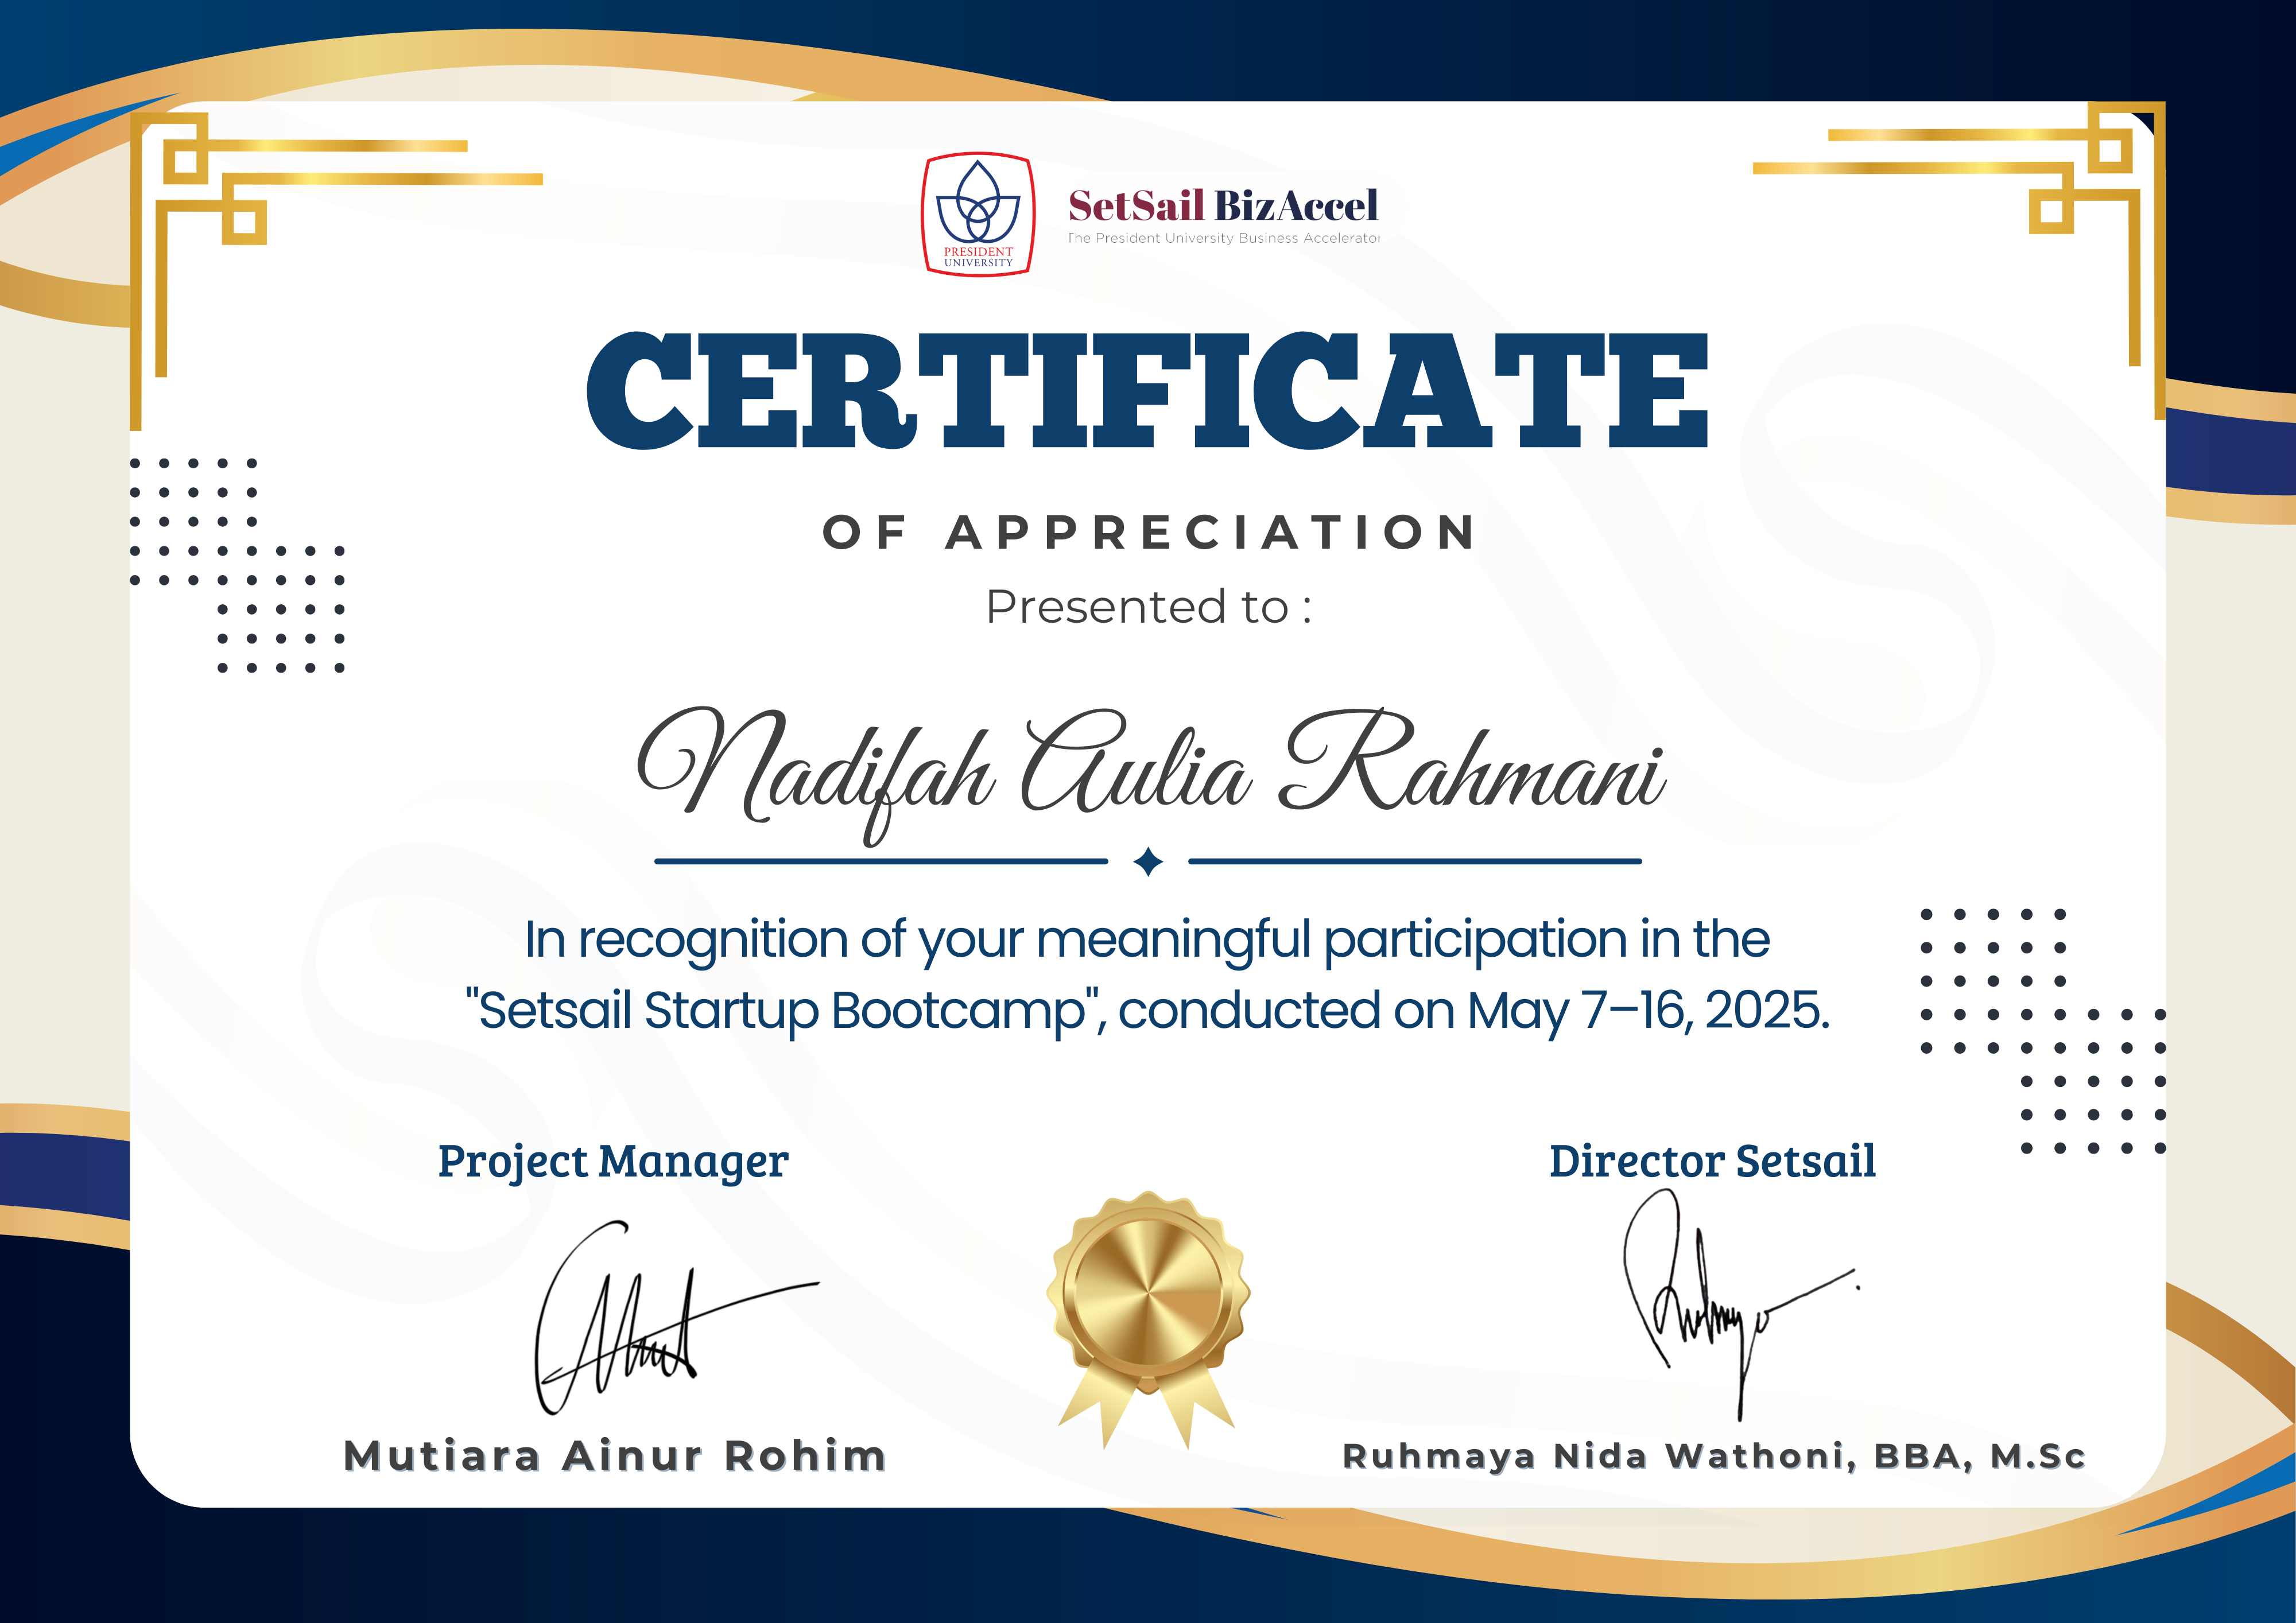 PRESIDENT
UNIVERSITY
SetSail BizAccel
The President University Business Accelerator
CERTIFICATE
OF APPRECIATION
Presented to :
Nadifah Aulia Rahmani
In recognition of your meaningful participation in the
"Setsail Startup Bootcamp", conducted on May 7–16, 2025.
Project Manager
Director Setsail
Mutiara Ainur Rohim
Ruhmaya Nida Wathoni, BBA, M.Sc